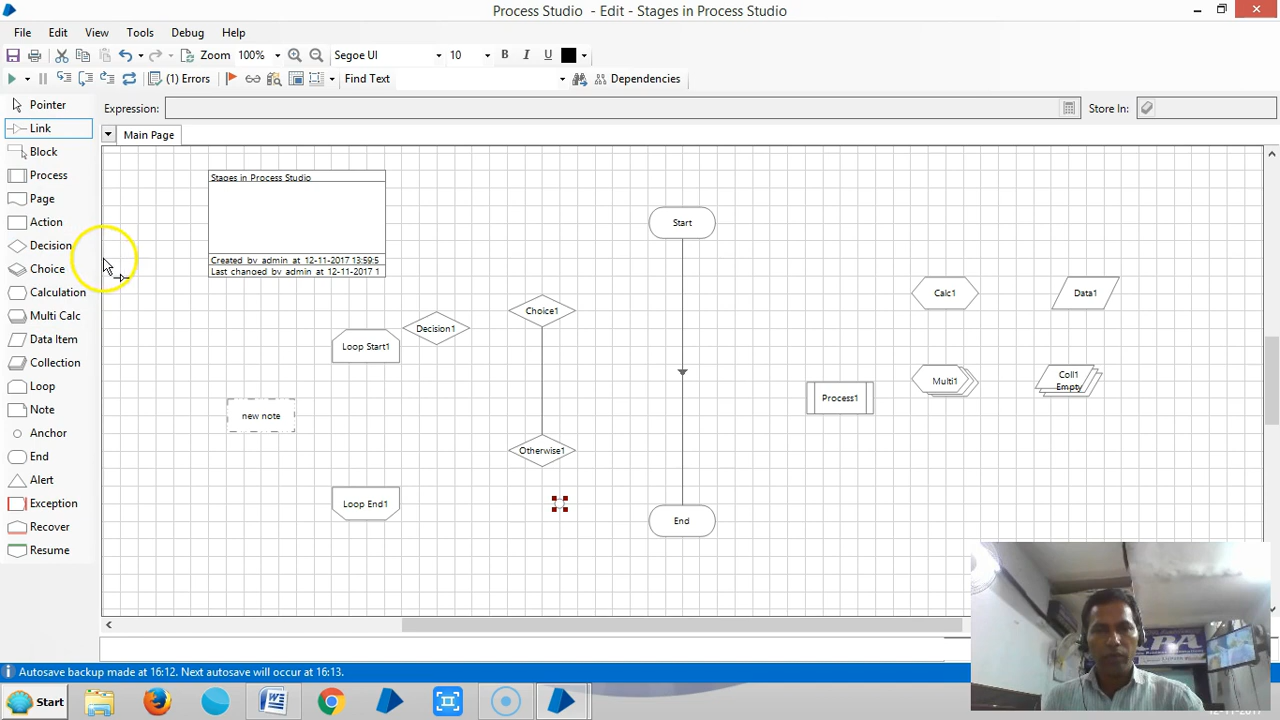 Process Studio - Edit - Stages in Process Studio
File Edit View Tools Debug Help
Zoom 100% Segoe UI 10 B I U
(1) Errors Find Text Dependencies
Pointer
Link
Block
Process
Page
Action
Decision
Choice
Calculation
Multi Calc
Data Item
Collection
Loop
Note
Anchor
End
Alert
Exception
Recover
Resume
Expression: Store In:
Main Page
Stages in Process Studio
Created by admin at 12-11-2017 13:59:5
Last changed by admin at 12-11-2017 1
Start
Choice1
Calc1
Data1
Decision1
Loop Start1
Multi1
Coll1
Empty
Process1
new note
Otherwise1
Loop End1
End
Autosave backup made at 16:12. Next autosave will occur at 16:13.
Start
12-11-2017